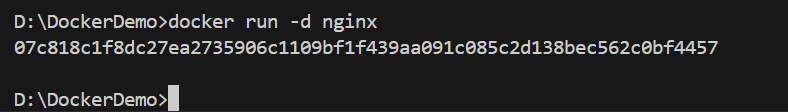 D:\DockerDemo>docker run -d nginx
07c818c1f8dc27ea2735906c1109bf1f439aa091c085c2d138bec562c0bf4457
D:\DockerDemo>